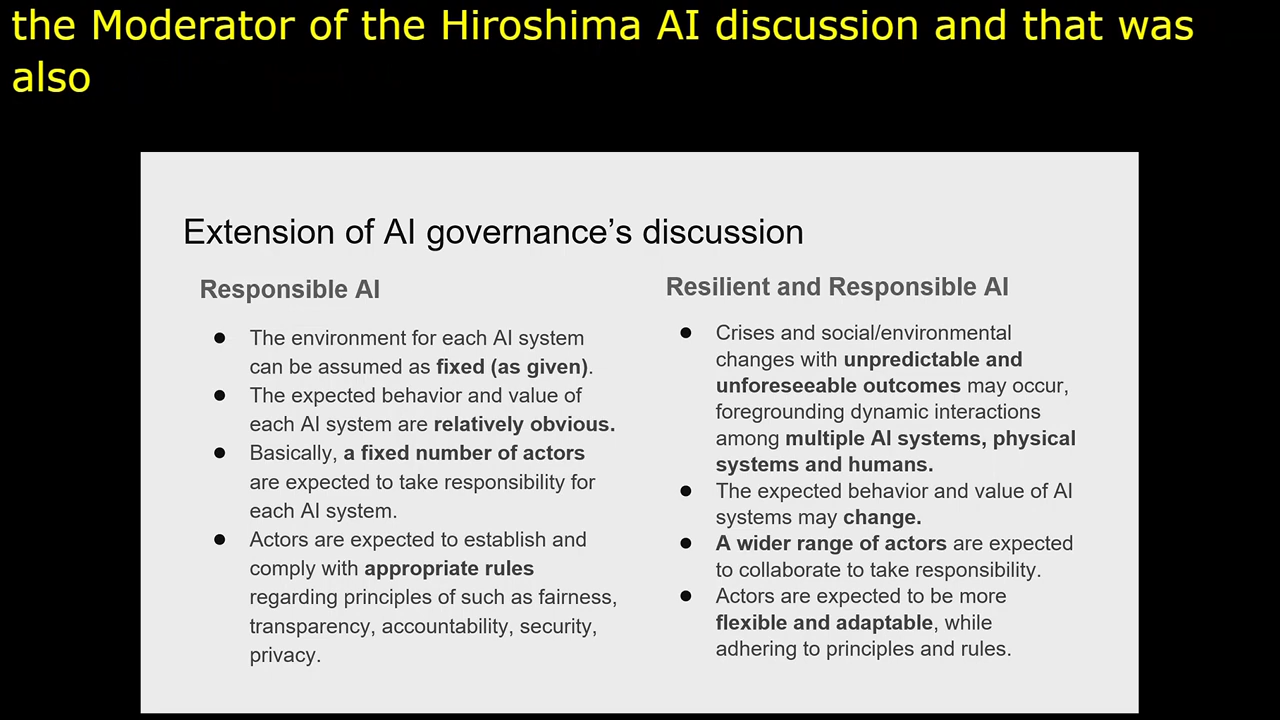 the Moderator of the Hiroshima AI discussion and that was
also
Extension of AI governance’s discussion
Responsible AI
● The environment for each AI system
can be assumed as fixed (as given).
● The expected behavior and value of
each AI system are relatively obvious.
● Basically, a fixed number of actors
are expected to take responsibility for
each AI system.
● Actors are expected to establish and
comply with appropriate rules
regarding principles of such as fairness,
transparency, accountability, security,
privacy.
Resilient and Responsible AI
● Crises and social/environmental
changes with unpredictable and
unforeseeable outcomes may occur,
foregrounding dynamic interactions
among multiple AI systems, physical
systems and humans.
● The expected behavior and value of AI
systems may change.
● A wider range of actors are expected
to collaborate to take responsibility.
● Actors are expected to be more
flexible and adaptable, while
adhering to principles and rules.